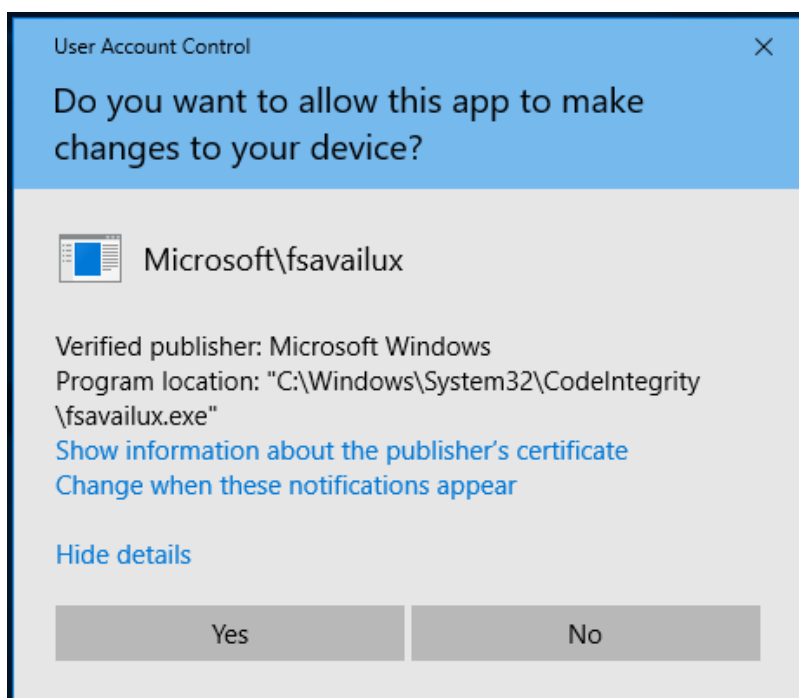 User Account Control
Do you want to allow this app to make
changes to your device?
Microsoft\fsavailux
Verified publisher: Microsoft Windows
Program location: "C:\Windows\System32\CodeIntegrity
\fsavailux.exe"
Show information about the publisher’s certificate
Change when these notifications appear
Hide details
Yes
No